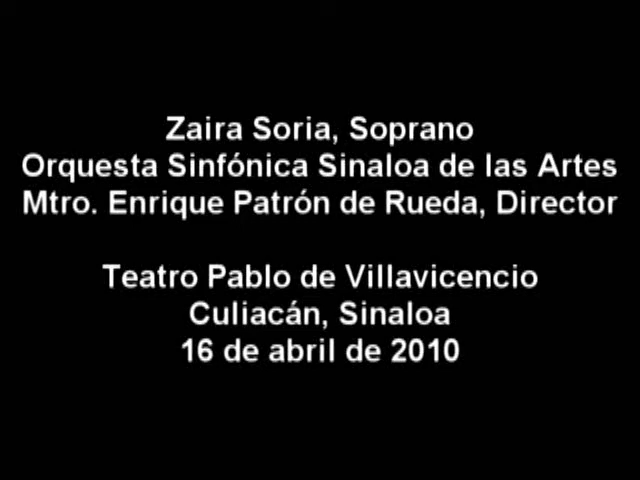 Zaira Soria, Soprano
Orquesta Sinfónica Sinaloa de las Artes
Mtro. Enrique Patrón de Rueda, Director
Teatro Pablo de Villavicencio
Culiacán, Sinaloa
16 de abril de 2010